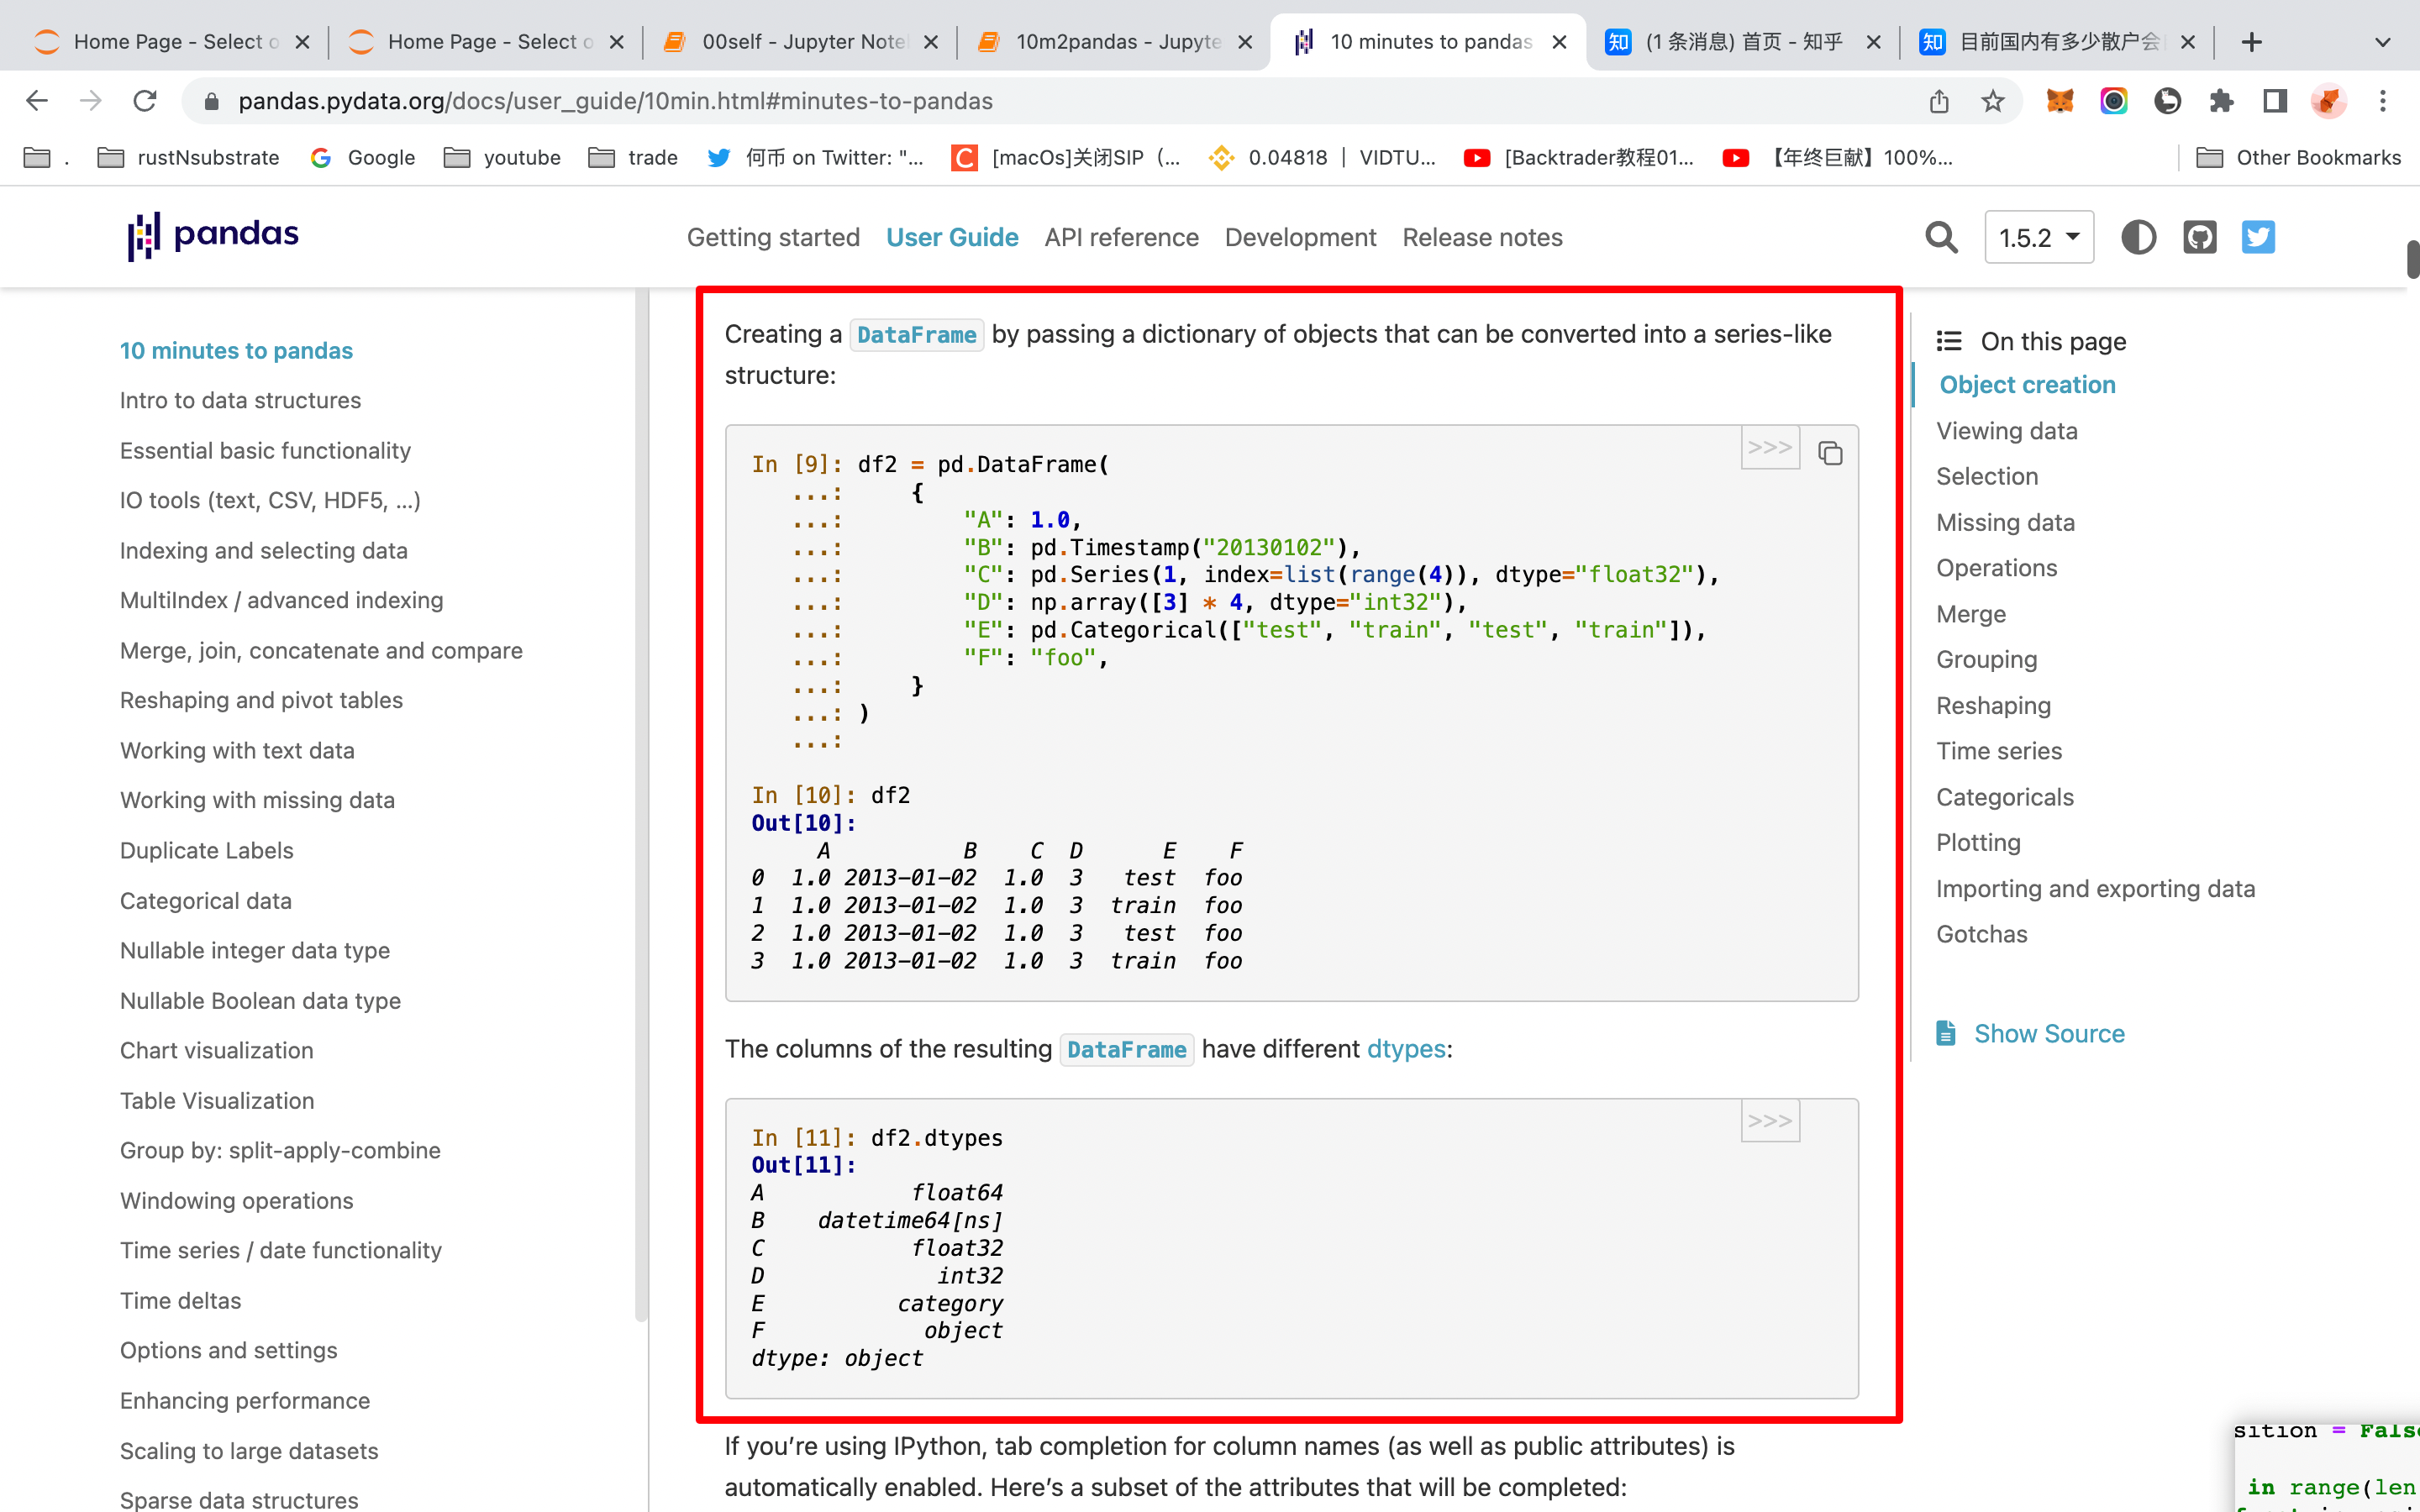 Home Page - Select o
Home Page - Select o
00self - Jupyter Note
10m2pandas - Jupyte
10 minutes to pandas
(1 条消息) 首页 - 知乎
目前国内有多少散户会
pandas.pydata.org/docs/user_guide/10min.html#minutes-to-pandas
.
rustNsubstrate
Google
youtube
trade
何币 on Twitter: "...
[macOs]关闭SIP（...
0.04818 | VIDTU...
[Backtrader教程01...
【年终巨献】100%...
Other Bookmarks
pandas
Getting started
User Guide
API reference
Development
Release notes
1.5.2
10 minutes to pandas
Intro to data structures
Essential basic functionality
IO tools (text, CSV, HDF5, …)
Indexing and selecting data
MultiIndex / advanced indexing
Merge, join, concatenate and compare
Reshaping and pivot tables
Working with text data
Working with missing data
Duplicate Labels
Categorical data
Nullable integer data type
Nullable Boolean data type
Chart visualization
Table Visualization
Group by: split-apply-combine
Windowing operations
Time series / date functionality
Time deltas
Options and settings
Enhancing performance
Scaling to large datasets
Sparse data structures
Creating a DataFrame by passing a dictionary of objects that can be converted into a series-like
structure:
>>>
In [9]: df2 = pd.DataFrame(
...:     {
...:         "A": 1.0,
...:         "B": pd.Timestamp("20130102"),
...:         "C": pd.Series(1, index=list(range(4)), dtype="float32"),
...:         "D": np.array([3] * 4, dtype="int32"),
...:         "E": pd.Categorical(["test", "train", "test", "train"]),
...:         "F": "foo",
...:     }
...: )
...:
In [10]: df2
Out[10]:
A B C D E F
0 1.0 2013-01-02 1.0 3 test foo
1 1.0 2013-01-02 1.0 3 train foo
2 1.0 2013-01-02 1.0 3 test foo
3 1.0 2013-01-02 1.0 3 train foo
The columns of the resulting DataFrame have different dtypes:
>>>
In [11]: df2.dtypes
Out[11]:
A float64
B datetime64[ns]
C float32
D int32
E category
F object
dtype: object
If you’re using IPython, tab completion for column names (as well as public attributes) is
automatically enabled. Here’s a subset of the attributes that will be completed:
On this page
Object creation
Viewing data
Selection
Missing data
Operations
Merge
Grouping
Reshaping
Time series
Categoricals
Plotting
Importing and exporting data
Gotchas
Show Source
sition = Fals
in range(len